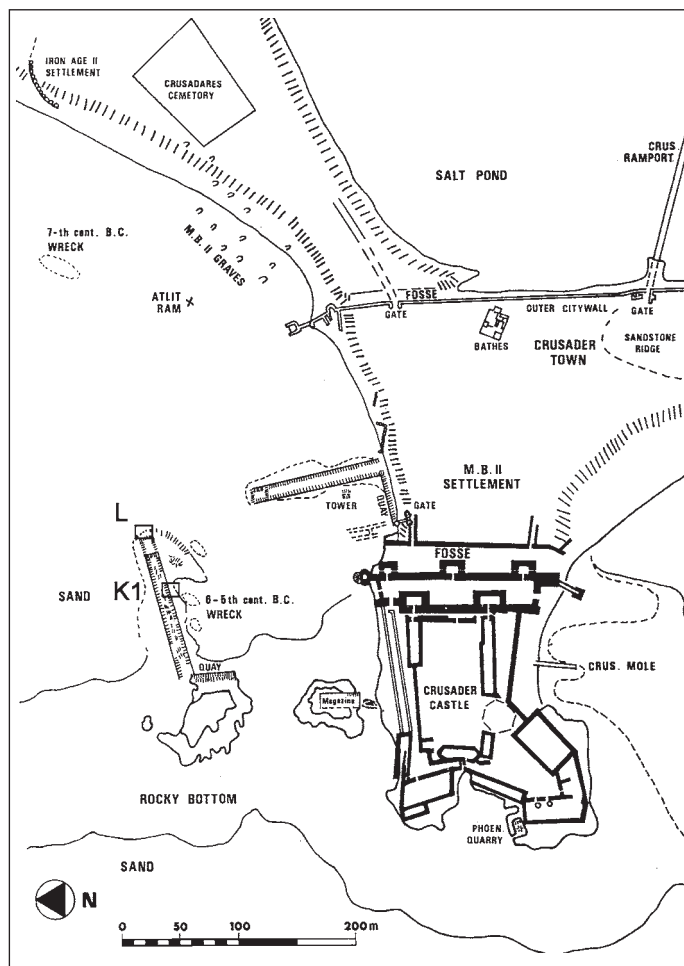 IRON AGE II
SETTLEMENT
CRUSADARES
CEMETORY
CRUS.
RAMPORT
SALT POND
7-th cent. B.C.
WRECK
M.B. II GRAVES
ATLIT
RAM
FOSSE
GATE
OUTER CITYWALL
GATE
BATHES
CRUSADER
TOWN
SANDSTONE
RIDGE
M.B. II
SETTLEMENT
TOWER
QUAY
GATE
L
FOSSE
SAND
K1
6-5th cent. B.C.
WRECK
QUAY
CRUS. MOLE
Magazine
CRUSADER
CASTLE
ROCKY BOTTOM
PHOEN.
QUARRY
SAND
N
0 50 100 200 m